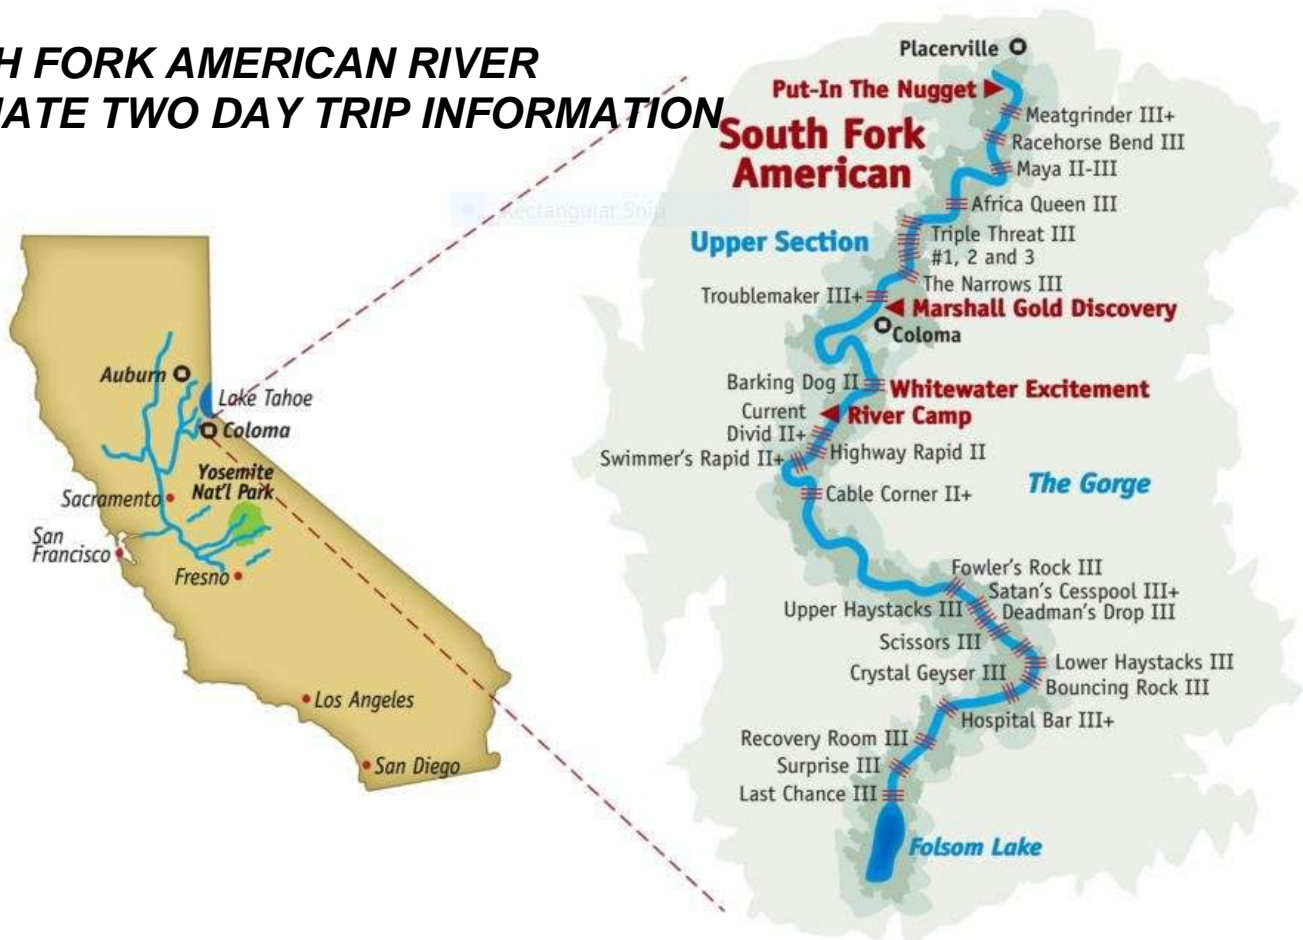 H FORK AMERICAN RIVER
IATE TWO DAY TRIP INFORMATION
Rectangular Snip
Auburn
Lake Tahoe
Coloma
Yosemite
Nat'l Park
Sacramento
San
Francisco
Fresno
Los Angeles
San Diego
Placerville
Put-In The Nugget
South Fork
American
Meatgrinder III+
Racehorse Bend III
Maya II-III
Africa Queen III
Upper Section
Triple Threat III
#1, 2 and 3
The Narrows III
Troublemaker III+
Marshall Gold Discovery
Coloma
Barking Dog II
Whitewater Excitement
River Camp
Current
Divid II+
Highway Rapid II
Swimmer's Rapid II+
The Gorge
Cable Corner II+
Fowler's Rock III
Satan's Cesspool III+
Upper Haystacks III
Deadman's Drop III
Scissors III
Lower Haystacks III
Crystal Geyser III
Bouncing Rock III
Hospital Bar III+
Recovery Room III
Surprise III
Last Chance III
Folsom Lake